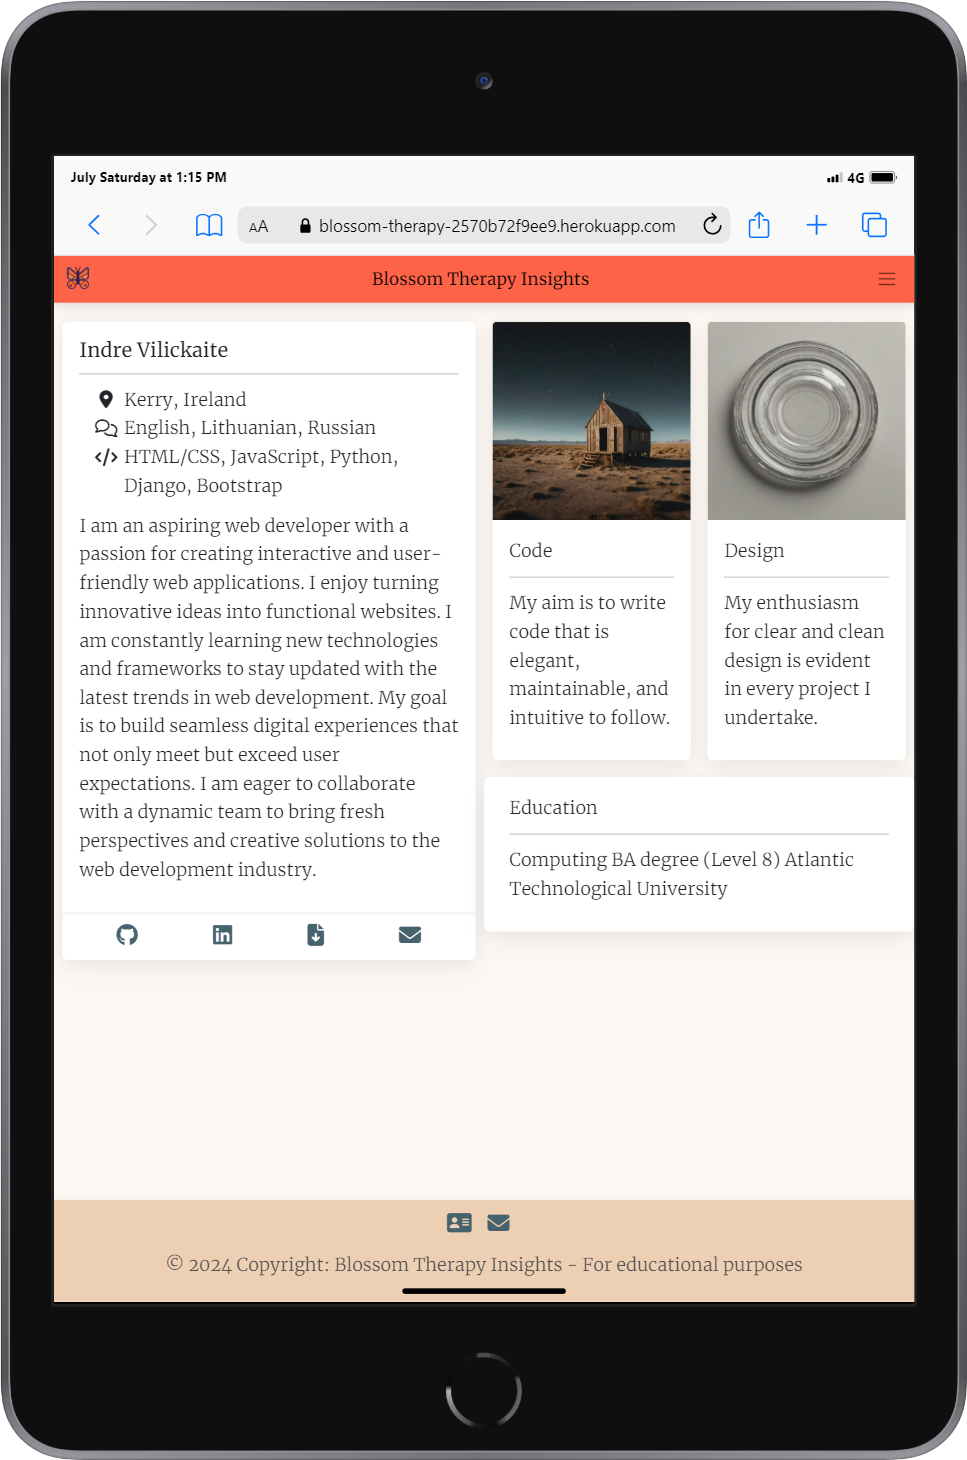 July Saturday at 1:15 PM
4G
AA
blossom-therapy-2570b72f9ee9.herokuapp.com
Blossom Therapy Insights
Indre Vilickaite
Kerry, Ireland
English, Lithuanian, Russian
HTML/CSS, JavaScript, Python,
Django, Bootstrap
I am an aspiring web developer with a
passion for creating interactive and user-
friendly web applications. I enjoy turning
innovative ideas into functional websites. I
am constantly learning new technologies
and frameworks to stay updated with the
latest trends in web development. My goal
is to build seamless digital experiences that
not only meet but exceed user
expectations. I am eager to collaborate
with a dynamic team to bring fresh
perspectives and creative solutions to the
web development industry.
Code
My aim is to write
code that is
elegant,
maintainable, and
intuitive to follow.
Design
My enthusiasm
for clear and clean
design is evident
in every project I
undertake.
Education
Computing BA degree (Level 8) Atlantic
Technological University
© 2024 Copyright: Blossom Therapy Insights - For educational purposes